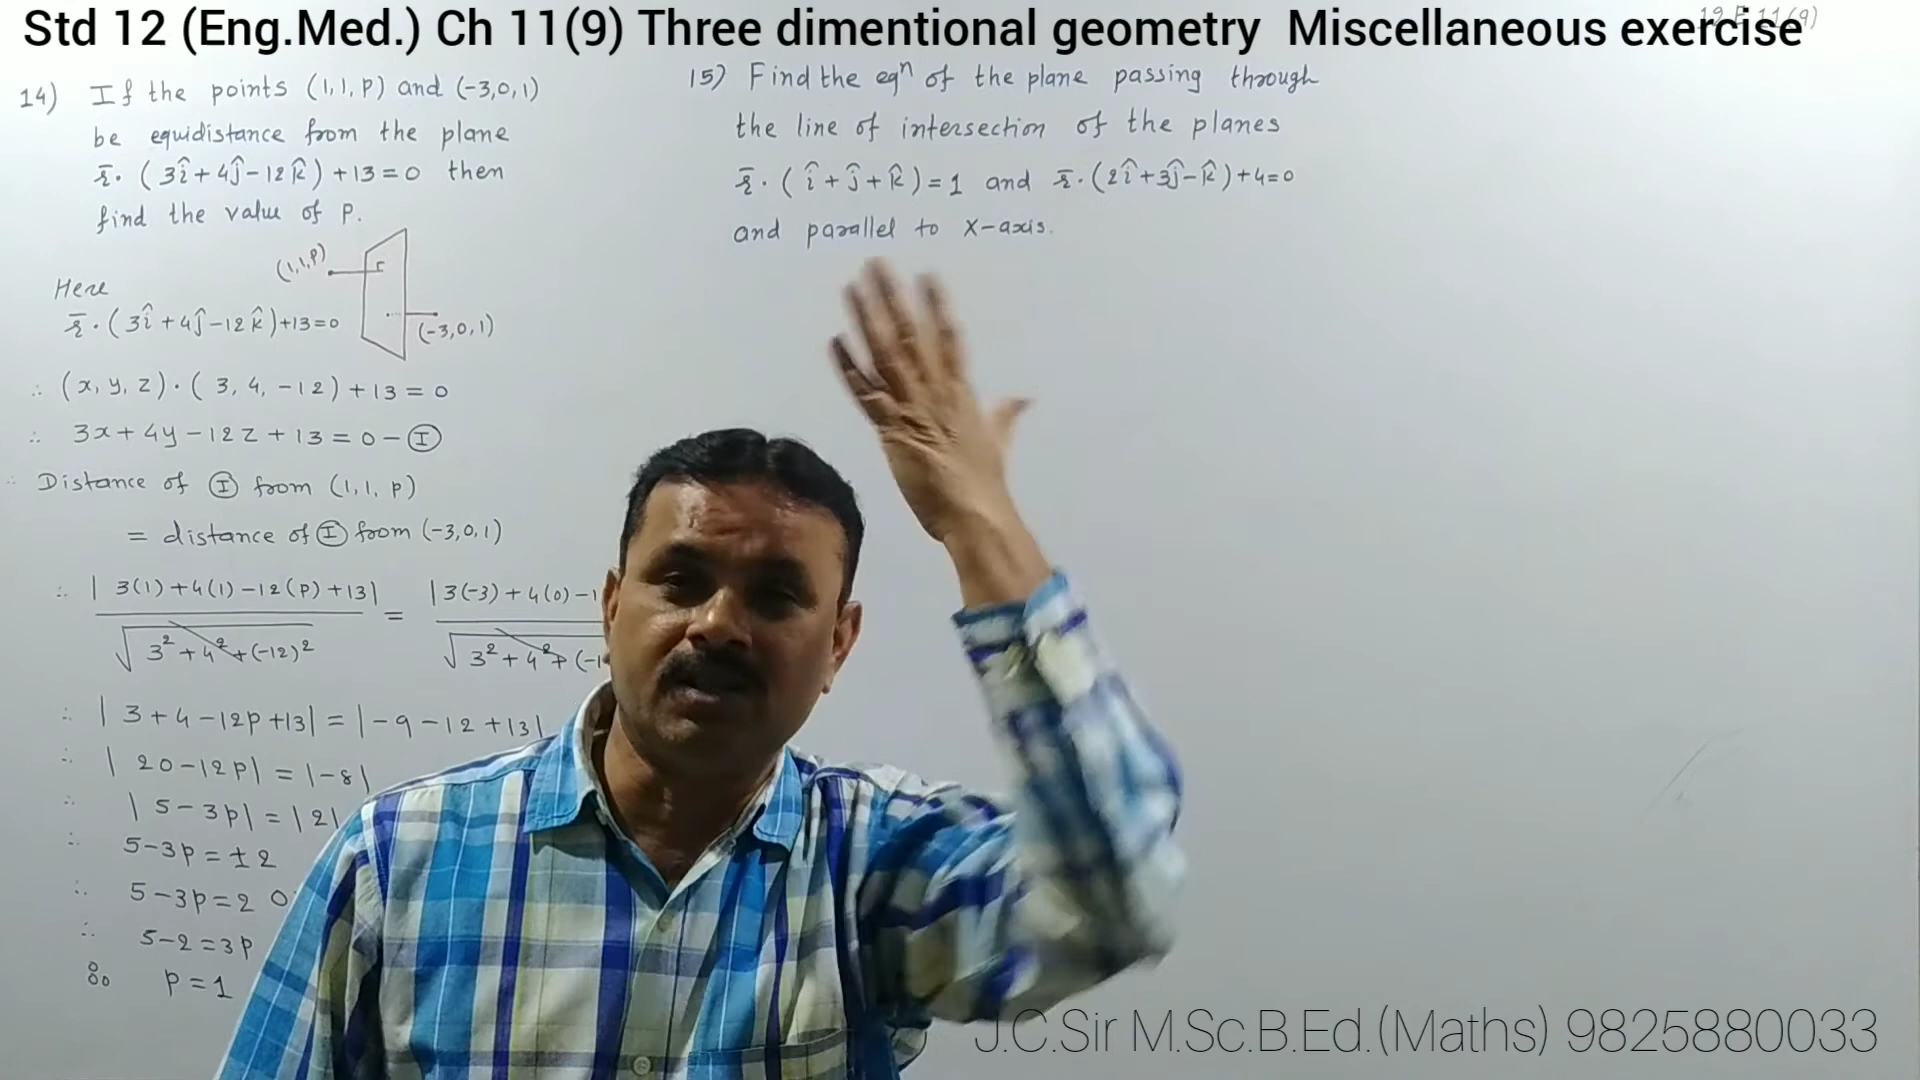 Std 12 (Eng.Med.) Ch 11(9) Three dimentional geometry Miscellaneous exercise
14) If the points (1, 1, p) and (-3,0,1)
be equidistance from the plane
r̄. (3î+4ĵ-12k̂)+13=0 then
find the value of P.
(1,1,p)
(-3,0,1)
Here
r̄.(3î+4ĵ-12k̂)+13=0
∴ (x, y, z).(3, 4, -12)+13=0
∴ 3x+4y-12z+13=0-Ⓘ
∴ Distance of Ⓘ from (1,1, p)
= distance of Ⓘ from (-3,0,1)
∴ |3(1)+4(1)-12(p)+13| / √3²+4²+(-12)² = |3(-3)+4(0)-1 / √3²+4²+(-1
∴ |3+4-12p+13|=|-9-12+13|
∴ |20-12p|=|-8|
∴ |5-3p|=|2|
∴ 5-3p=±2
∴ 5-3p=2
∴ 5-2=3p
p=1
15) Find the eqⁿ of the plane passing through
the line of intersection of the planes
r̄.(î+ĵ+k̂)=1 and r̄.(2î+3ĵ-k̂)+4=0
and parallel to X-axis.
J.C.Sir M.Sc.B.Ed.(Maths) 9825880033